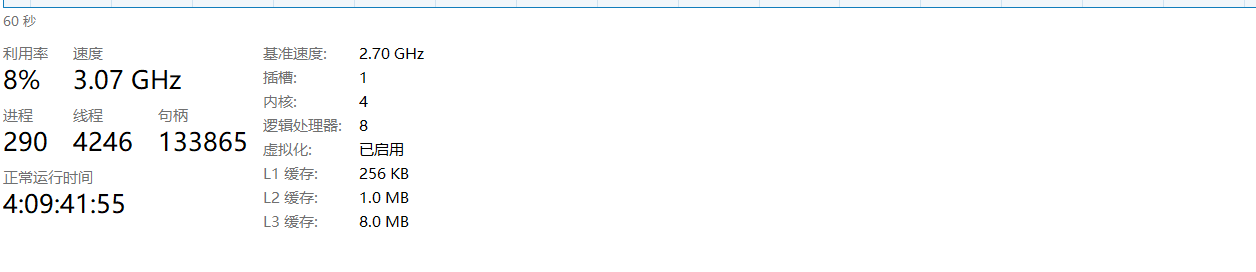 60 秒
利用率 速度
8% 3.07 GHz
进程 线程 句柄
290 4246 133865
正常运行时间
4:09:41:55
基准速度: 2.70 GHz
插槽: 1
内核: 4
逻辑处理器: 8
虚拟化: 已启用
L1 缓存: 256 KB
L2 缓存: 1.0 MB
L3 缓存: 8.0 MB